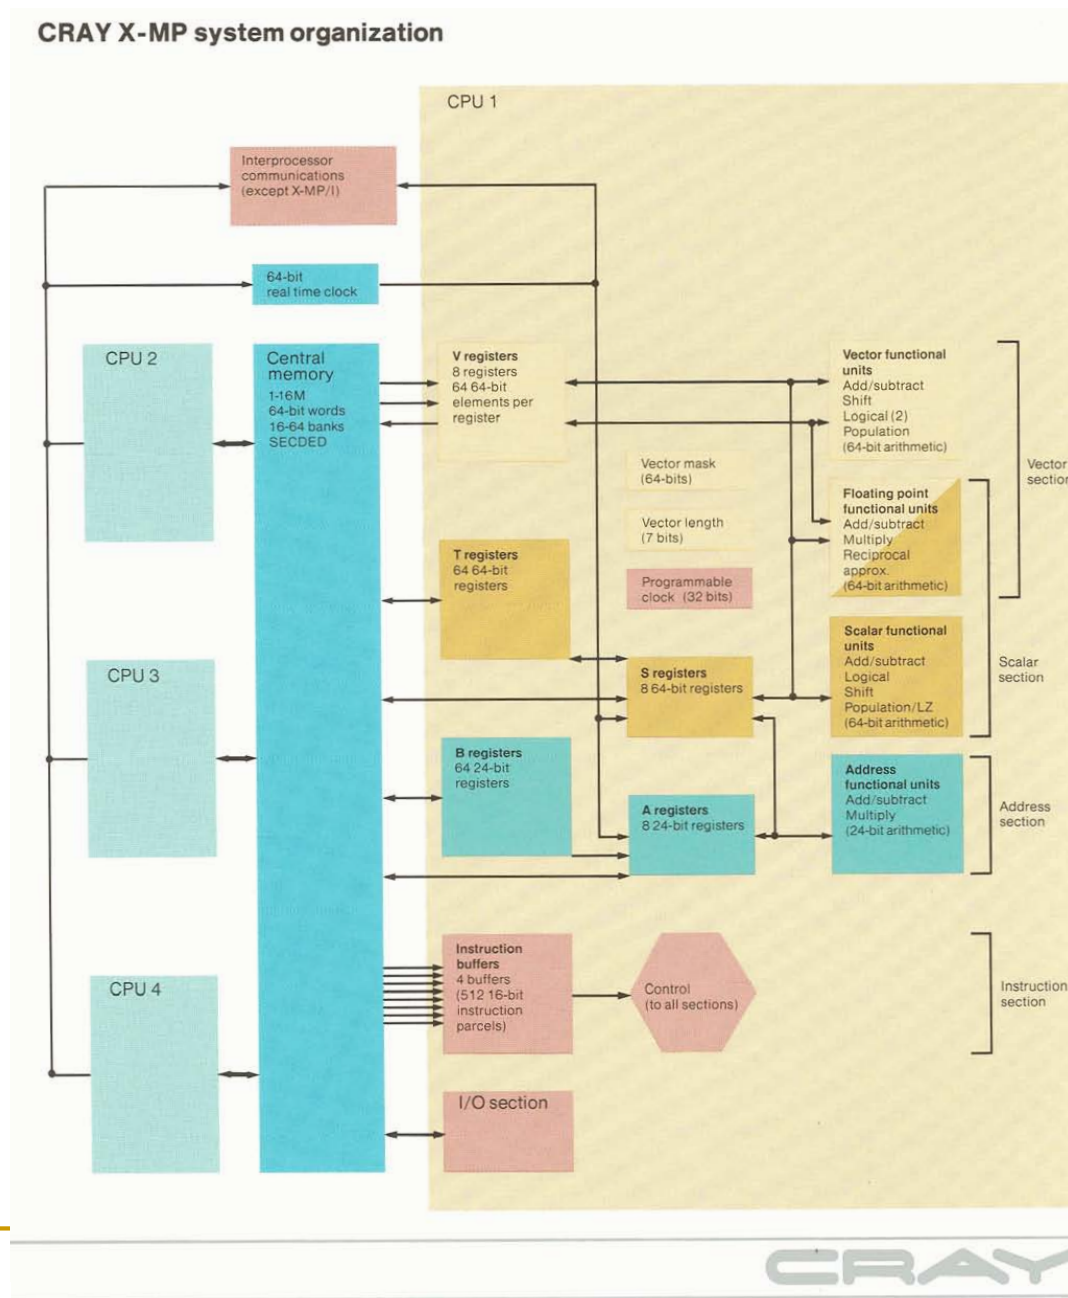 CRAY X-MP system organization
CPU 1
Interprocessor
communications
(except X-MP/I)
64-bit
real time clock
CPU 2
Central
memory
1-16M
64-bit words
16-64 banks
SECDED
V registers
8 registers
64 64-bit
elements per
register
Vector mask
(64-bits)
Vector length
(7 bits)
Programmable
clock (32 bits)
Vector functional
units
Add/subtract
Shift
Logical (2)
Population
(64-bit arithmetic)
Vector
section
Floating point
functional units
Add/subtract
Multiply
Reciprocal
approx.
(64-bit arithmetic)
T registers
64 64-bit
registers
CPU 3
S registers
8 64-bit registers
Scalar functional
units
Add/subtract
Logical
Shift
Population/LZ
(64-bit arithmetic)
Scalar
section
B registers
64 24-bit
registers
A registers
8 24-bit registers
Address
functional units
Add/subtract
Multiply
(24-bit arithmetic)
Address
section
CPU 4
Instruction
buffers
4 buffers
(512 16-bit
instruction
parcels)
Control
(to all sections)
Instruction
section
I/O section
CRAY